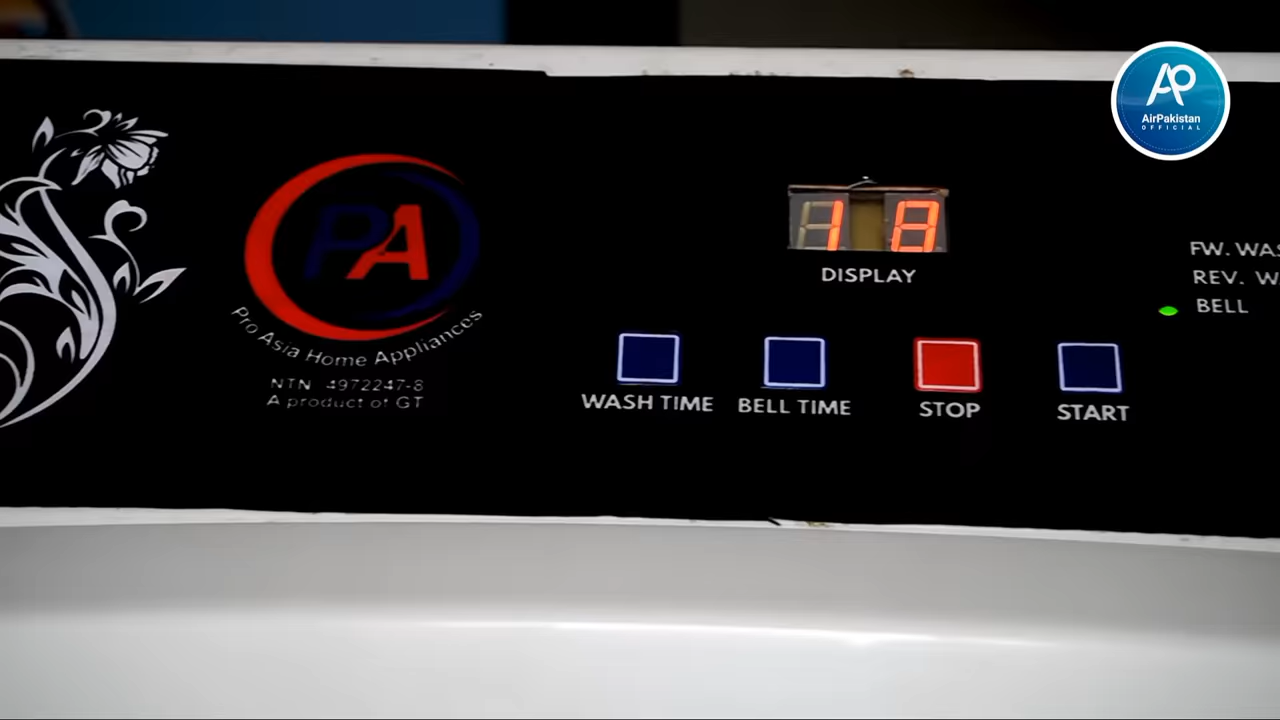 AP
AirPakistan
OFFICIAL
PA
Pro Asia Home Appliances
NTN 4972247-8
A product of GT
18
DISPLAY
WASH TIME
BELL TIME
STOP
START
FW. WAS
REV. W
BELL